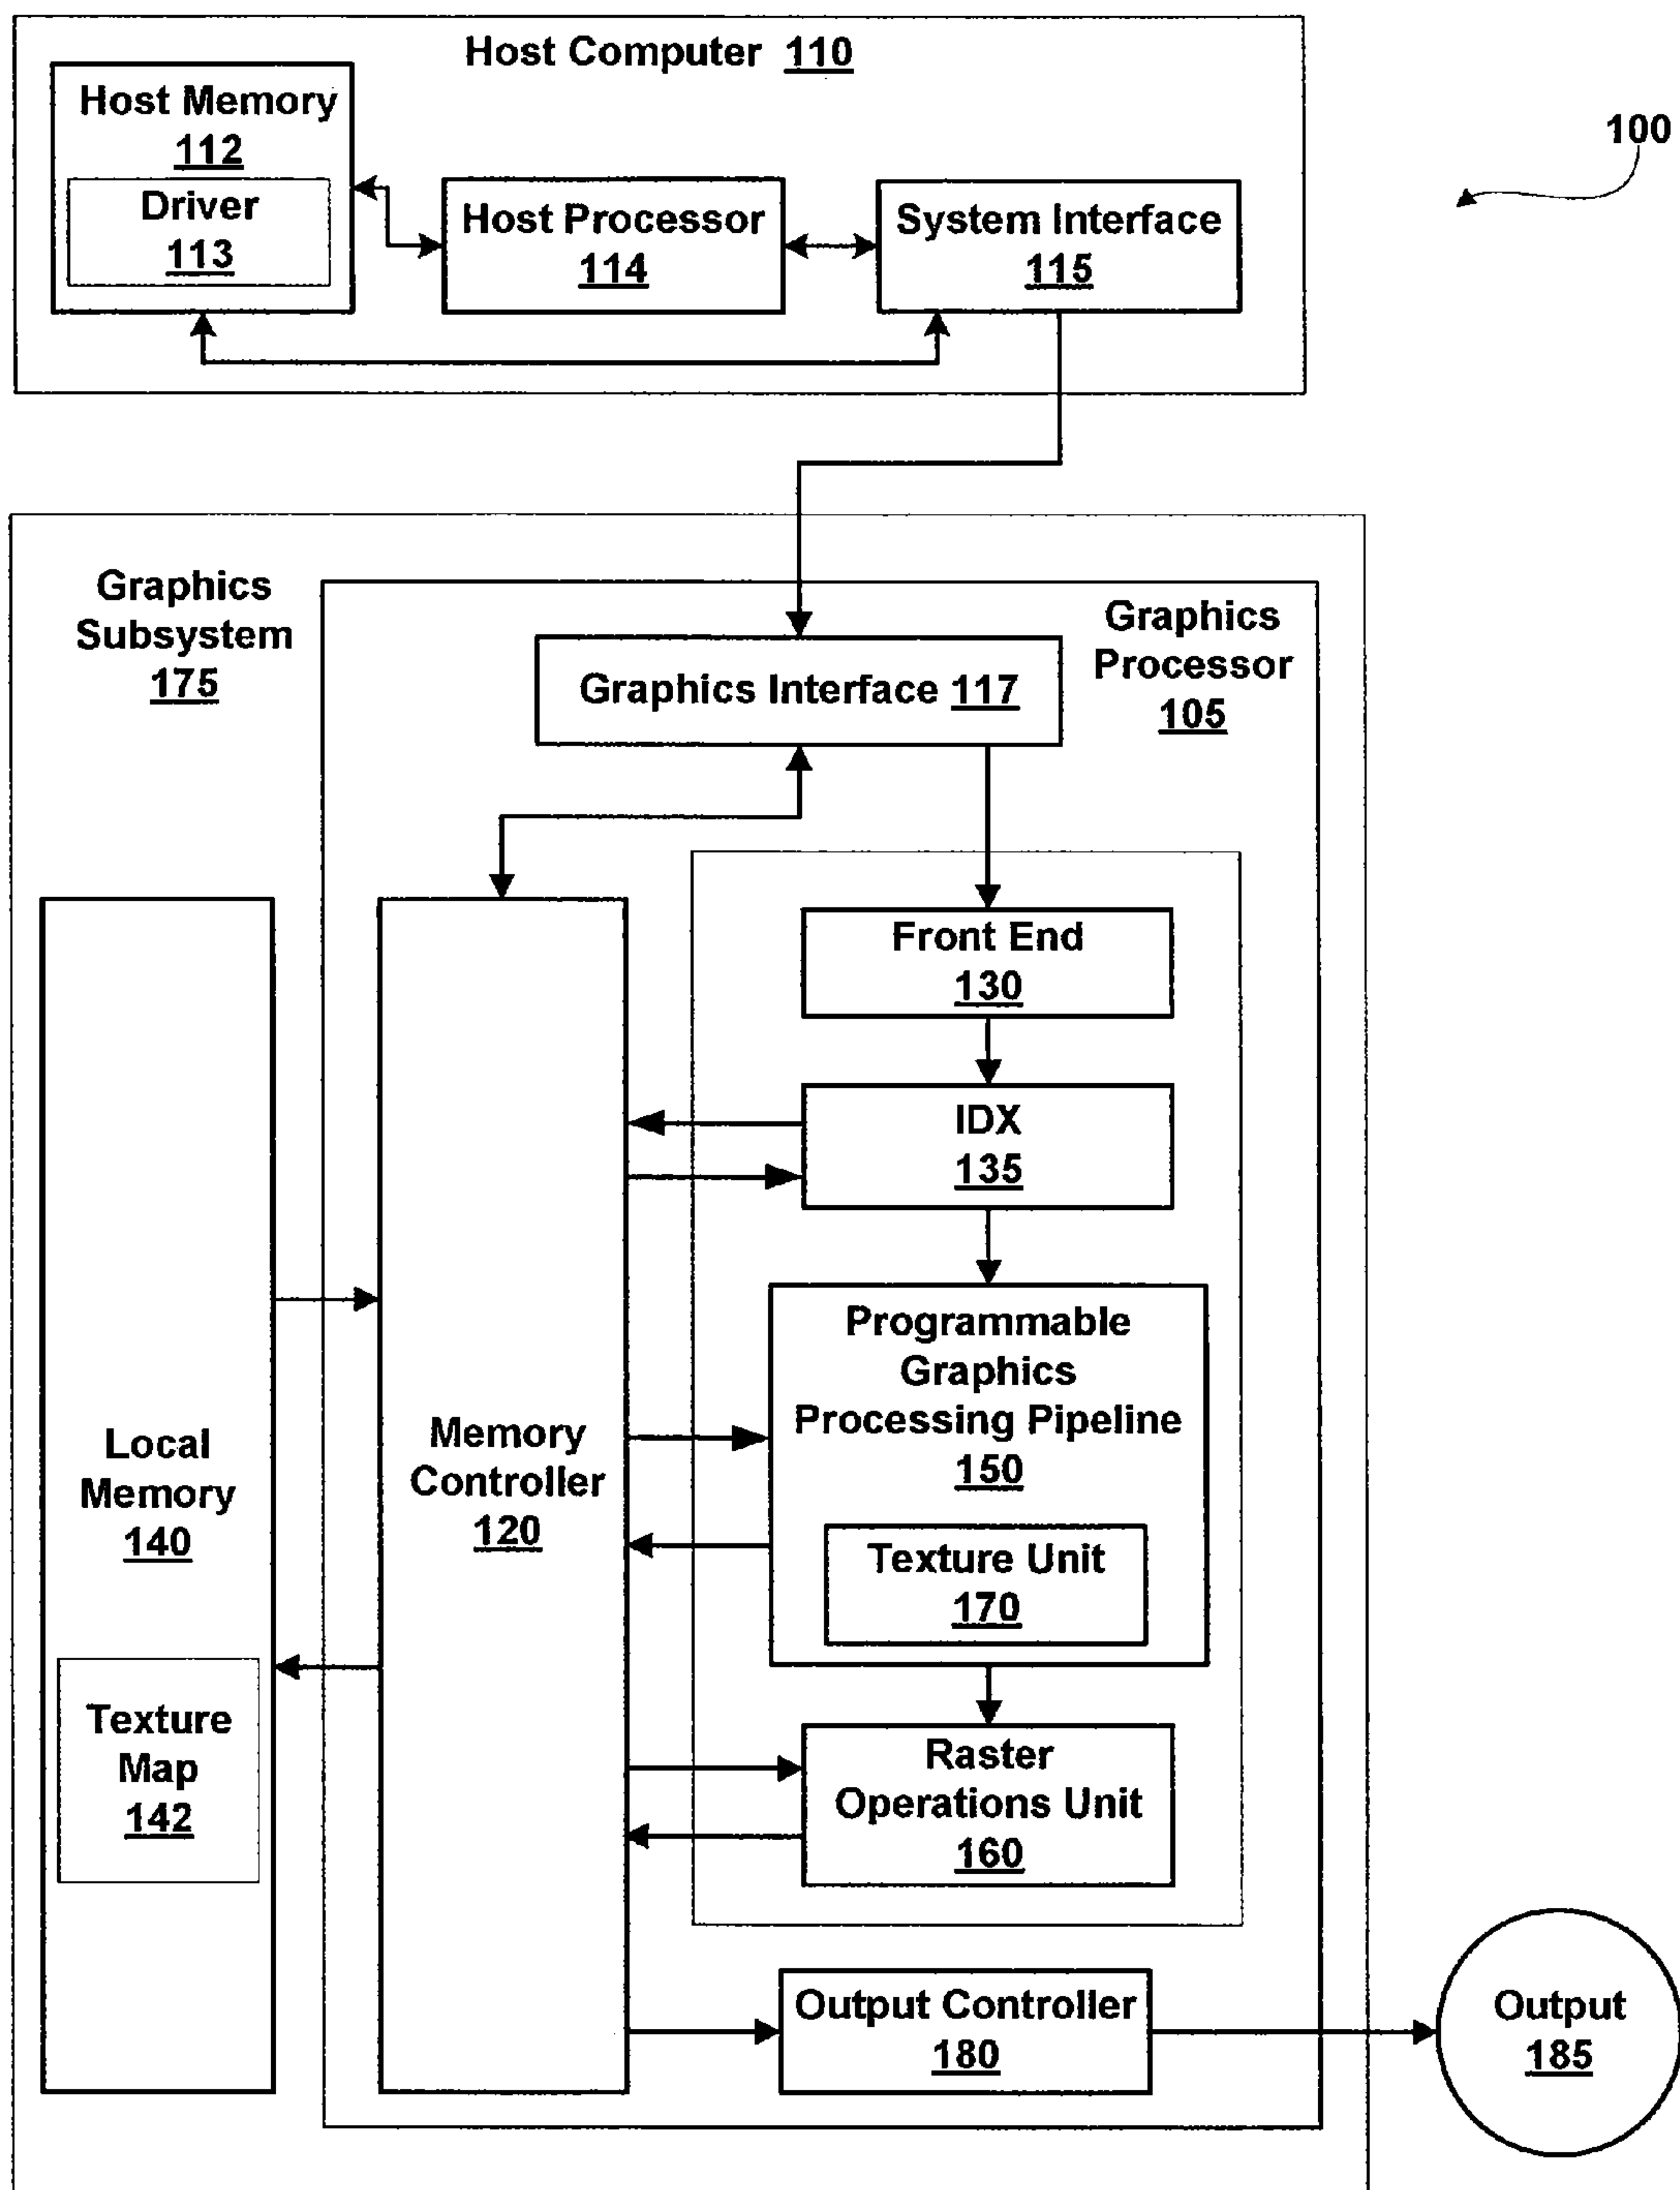 Host Computer 110
Host Memory
112
Driver
113
Host Processor
114
System Interface
115
100
Graphics
Subsystem
175
Graphics
Processor
105
Graphics Interface 117
Front End
130
IDX
135
Programmable
Graphics
Processing Pipeline
150
Texture Unit
170
Local
Memory
140
Memory
Controller
120
Texture
Map
142
Raster
Operations Unit
160
Output Controller
180
Output
185